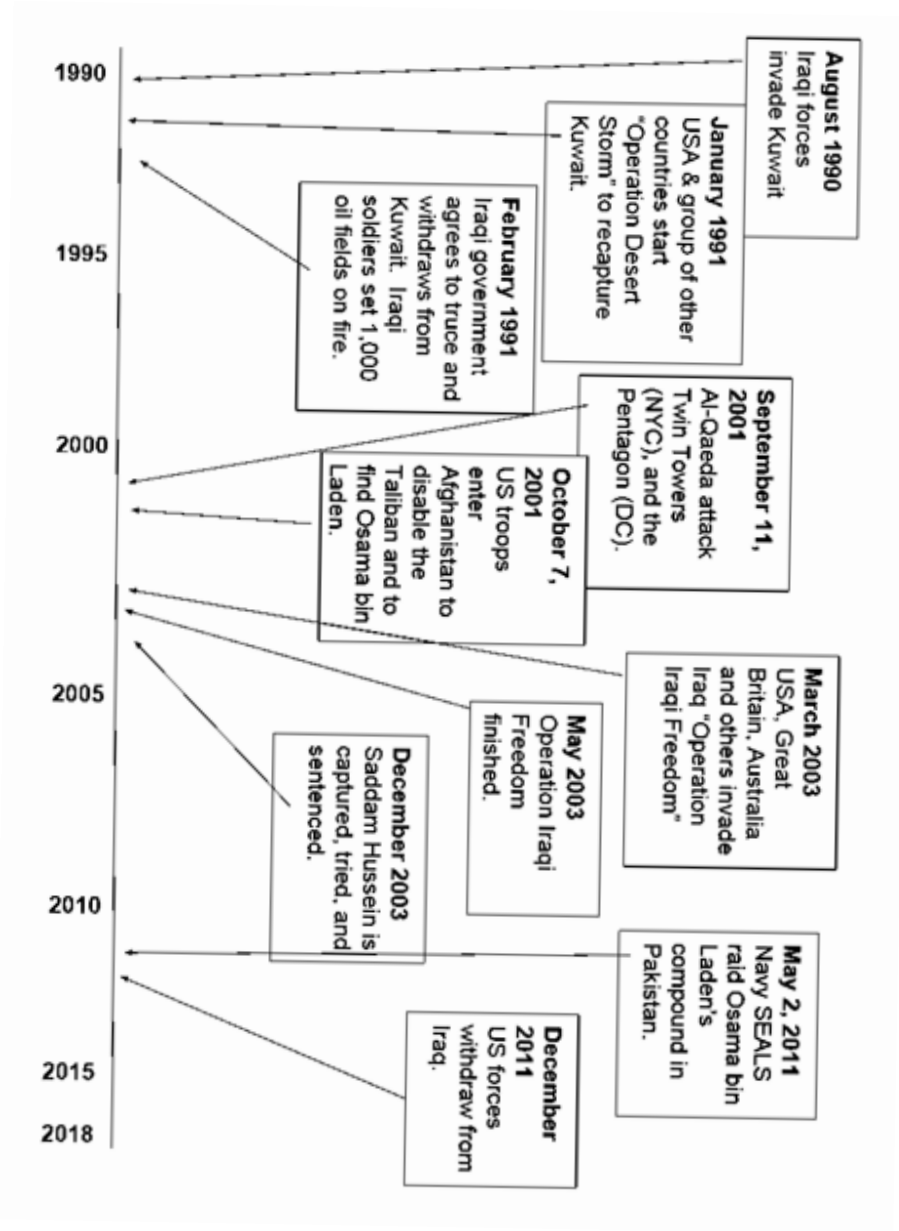 August 1990
Iraqi forces
invade Kuwait
January 1991
USA & group of other
countries start
"Operation Desert
Storm" to recapture
Kuwait.
February 1991
Iraqi government
agrees to truce and
withdraws from
Kuwait. Iraqi
soldiers set 1,000
oil fields on fire.
September 11,
2001
Al-Qaeda attack
Twin Towers
(NYC), and the
Pentagon (DC).
October 7,
2001
US troops
enter
Afghanistan to
disable the
Taliban and to
find Osama bin
Laden.
March 2003
USA, Great
Britain, Australia
and others invade
Iraq "Operation
Iraqi Freedom"
May 2003
Operation Iraqi
Freedom
finished.
December 2003
Saddam Hussein is
captured, tried, and
sentenced.
May 2, 2011
Navy SEALS
raid Osama bin
Laden's
compound in
Pakistan.
December
2011
US forces
withdraw from
Iraq.
1990
1995
2000
2005
2010
2015
2018